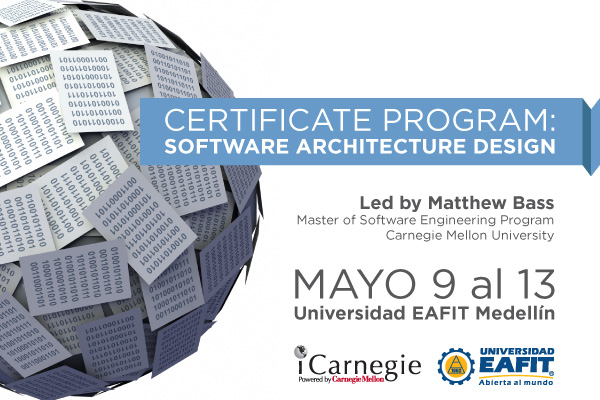 CERTIFICATE PROGRAM:
SOFTWARE ARCHITECTURE DESIGN
Led by Matthew Bass
Master of Software Engineering Program
Carnegie Mellon University
MAYO 9 al 13
Universidad EAFIT Medellín
iCarnegie
Powered by Carnegie Mellon
UNIVERSIDAD
EAFIT
Abierta al mundo